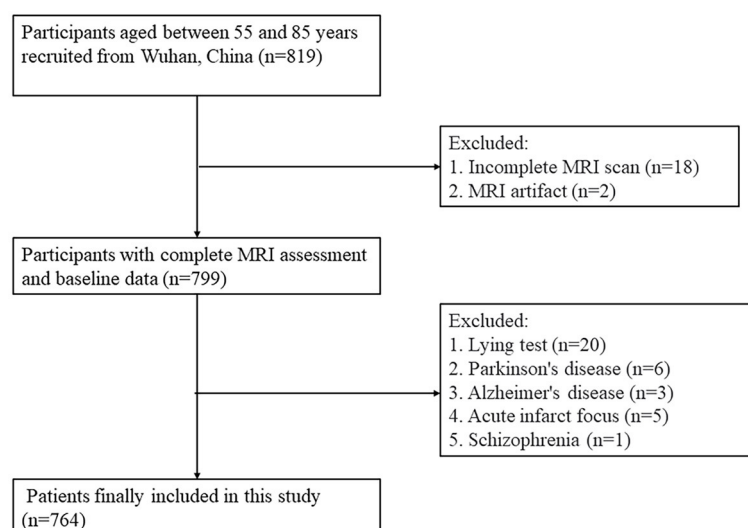 Participants aged between 55 and 85 years
recruited from Wuhan, China (n=819)
Excluded:
1. Incomplete MRI scan (n=18)
2. MRI artifact (n=2)
Participants with complete MRI assessment
and baseline data (n=799)
Excluded:
1. Lying test (n=20)
2. Parkinson's disease (n=6)
3. Alzheimer's disease (n=3)
4. Acute infarct focus (n=5)
5. Schizophrenia (n=1)
Patients finally included in this study
(n=764)